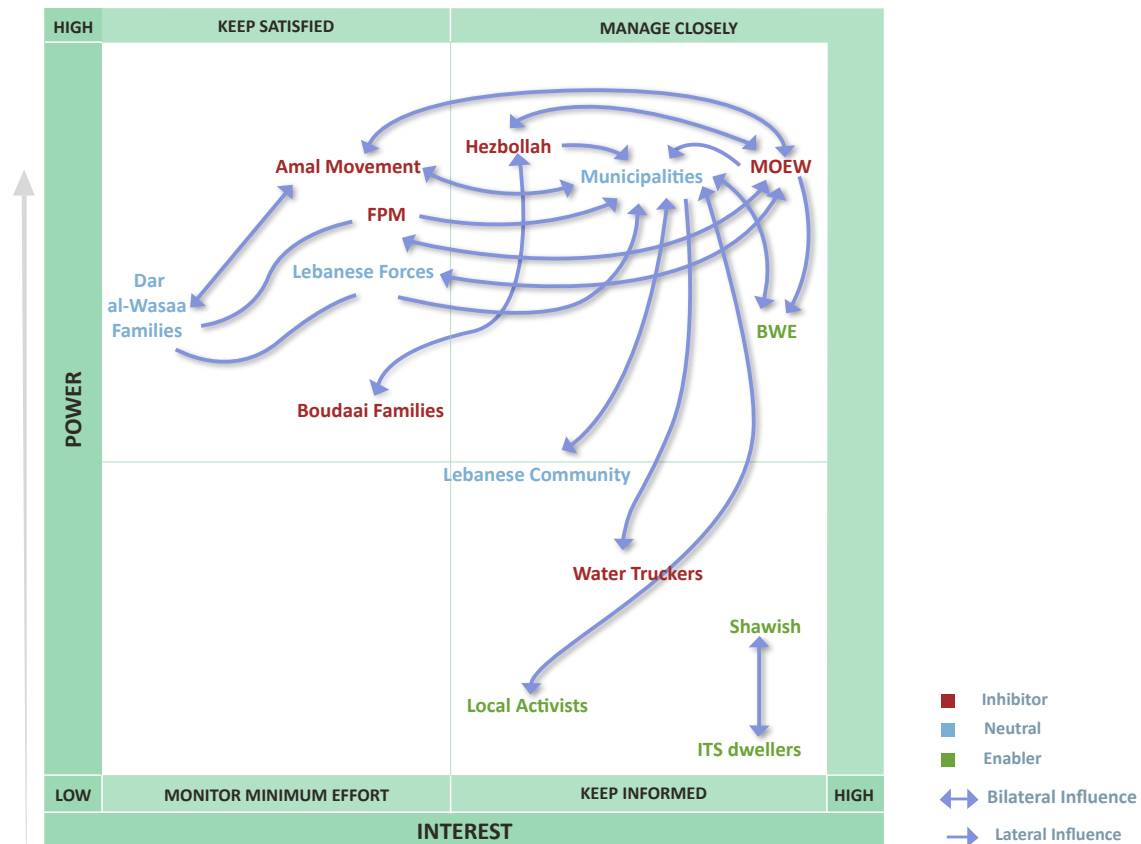 HIGH
KEEP SATISFIED
MANAGE CLOSELY
Hezbollah
Amal Movement
MOEW
Municipalities
FPM
Lebanese Forces
Dar
al-Wasaa
Families
BWE
POWER
Boudaai Families
Lebanese Community
Water Truckers
Shawish
Local Activists
ITS dwellers
LOW
MONITOR MINIMUM EFFORT
KEEP INFORMED
HIGH
INTEREST
Inhibitor
Neutral
Enabler
Bilateral Influence
Lateral Influence